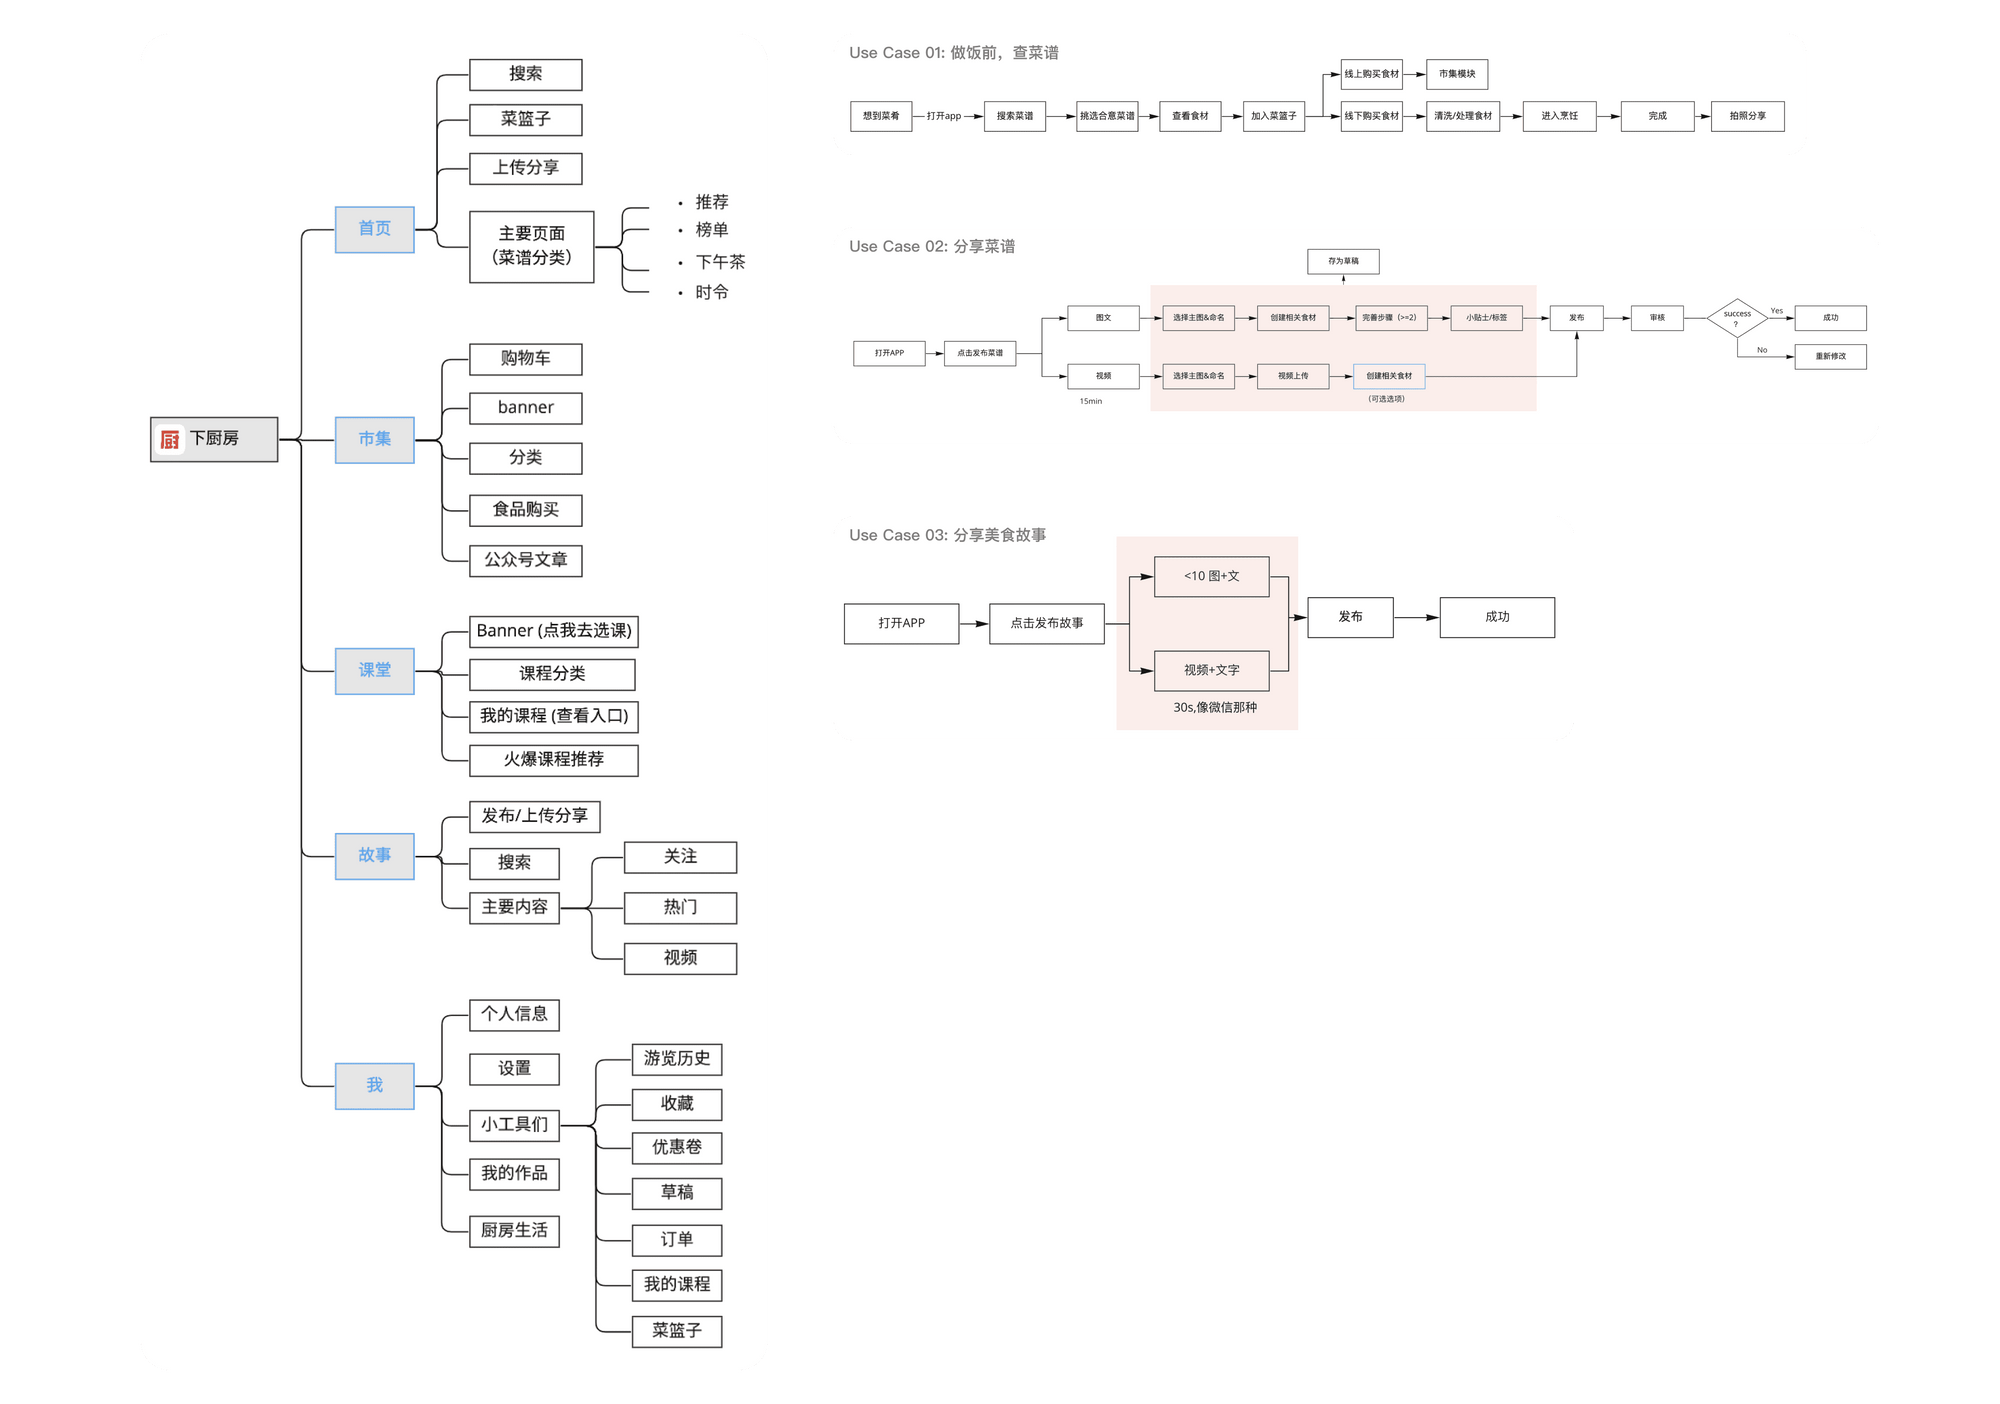 厨 下厨房
首页
搜索
菜篮子
上传分享
主要页面
（菜谱分类）
• 推荐
• 榜单
• 下午茶
• 时令
市集
购物车
banner
分类
食品购买
公众号文章
课堂
Banner (点我去选课)
课程分类
我的课程 (查看入口)
火爆课程推荐
故事
发布/上传分享
搜索
主要内容
关注
热门
视频
我
个人信息
设置
小工具们
我的作品
厨房生活
游览历史
收藏
优惠卷
草稿
订单
我的课程
菜篮子
Use Case 01: 做饭前，查菜谱
想到菜肴
打开app
搜索菜谱
挑选合意菜谱
查看食材
加入菜篮子
线上购买食材
市集模块
线下购买食材
清洗/处理食材
进入烹饪
完成
拍照分享
Use Case 02: 分享菜谱
打开APP
点击发布菜谱
图文
选择主图&命名
创建相关食材
完善步骤（>=2）
小贴士/标签
存为草稿
视频
15min
选择主图&命名
视频上传
创建相关食材
（可选选项）
发布
审核
success
?
Yes
成功
No
重新修改
Use Case 03: 分享美食故事
打开APP
点击发布故事
<10 图+文
视频+文字
30s,像微信那种
发布
成功